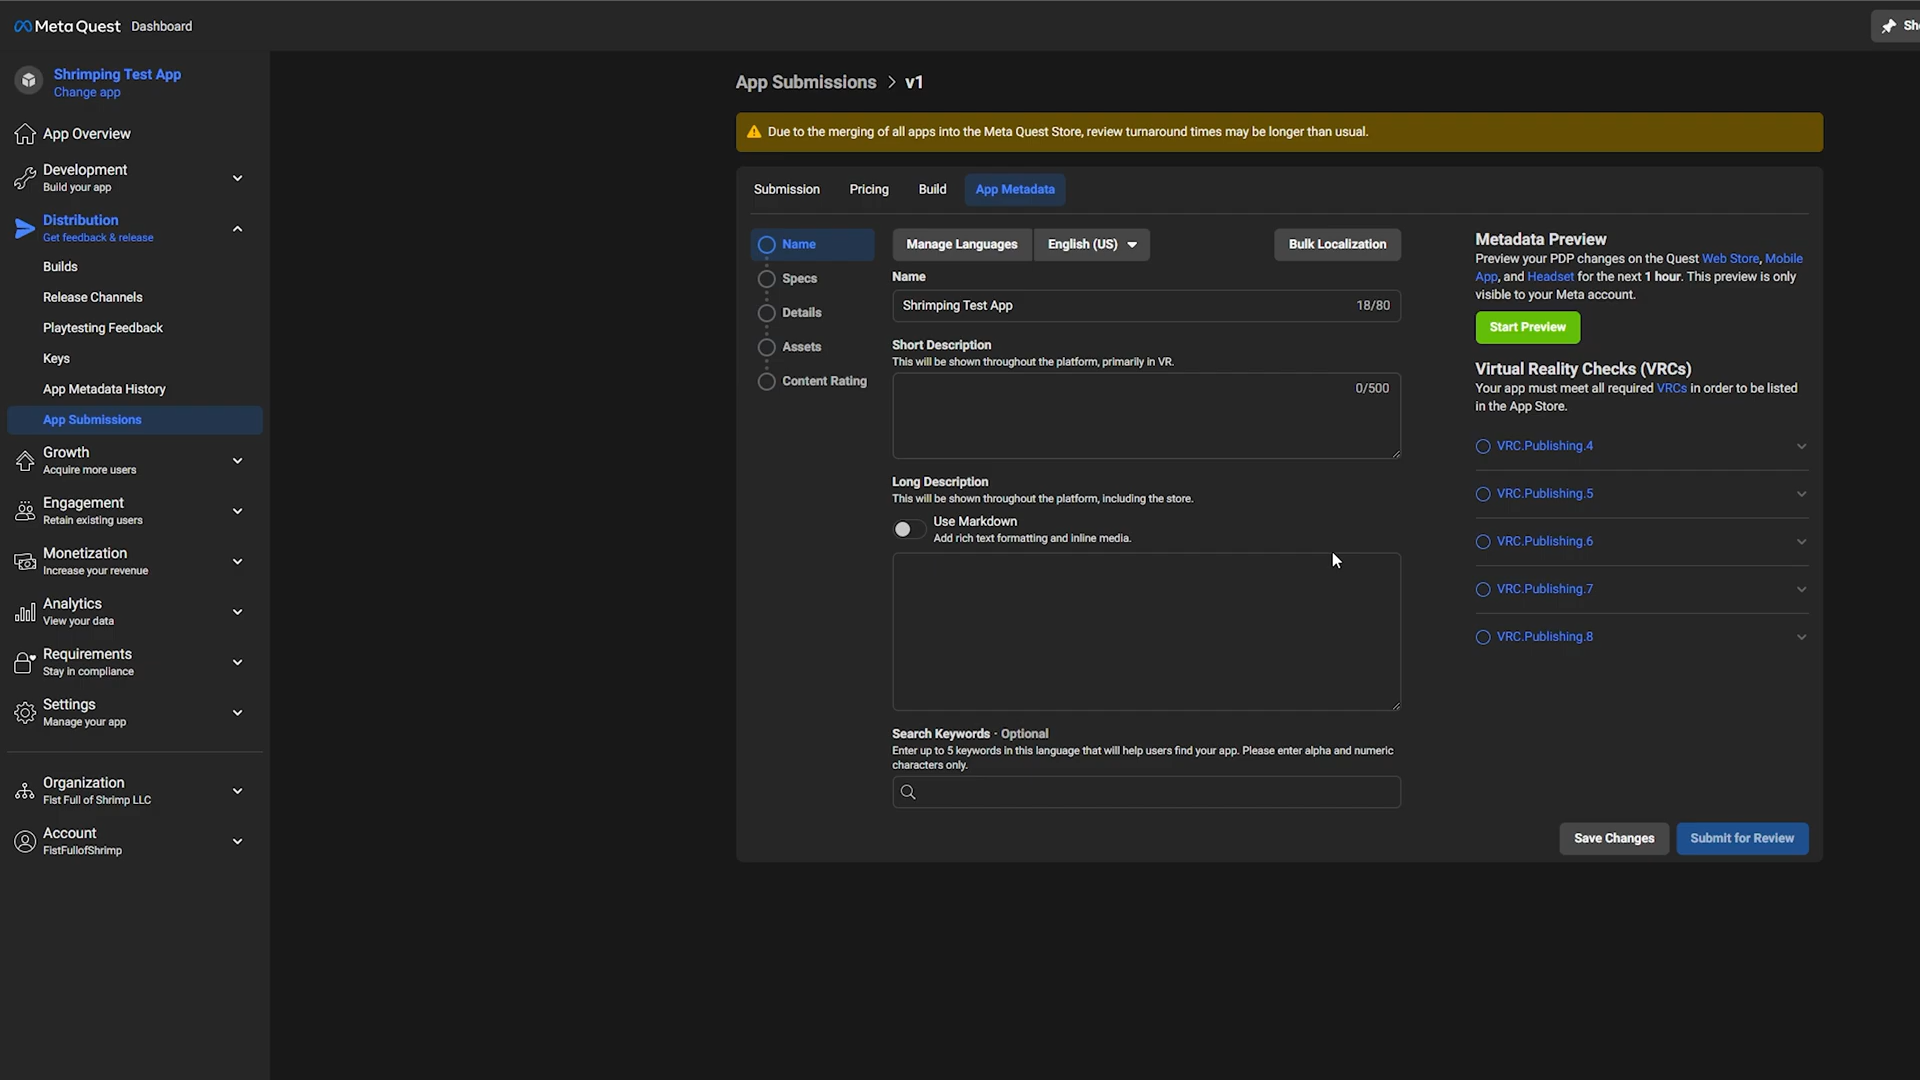 Meta Quest Dashboard
Shrimping Test App
Change app
App Overview
Development
Build your app
Distribution
Get feedback & release
Builds
Release Channels
Playtesting Feedback
Keys
App Metadata History
App Submissions
Growth
Acquire more users
Engagement
Retain existing users
Monetization
Increase your revenue
Analytics
View your data
Requirements
Stay in compliance
Settings
Manage your app
Organization
Fist Full of Shrimp LLC
Account
FistFullofShrimp
App Submissions > v1
Due to the merging of all apps into the Meta Quest Store, review turnaround times may be longer than usual.
Submission Pricing Build App Metadata
Name
Specs
Details
Assets
Content Rating
Manage Languages English (US) Bulk Localization
Name
Shrimping Test App 18/80
Short Description
This will be shown throughout the platform, primarily in VR.
0/500
Long Description
This will be shown throughout the platform, including the store.
Use Markdown
Add rich text formatting and inline media.
Search Keywords · Optional
Enter up to 5 keywords in this language that will help users find your app. Please enter alpha and numeric
characters only.
Metadata Preview
Preview your PDP changes on the Quest Web Store, Mobile
App, and Headset for the next 1 hour. This preview is only
visible to your Meta account.
Start Preview
Virtual Reality Checks (VRCs)
Your app must meet all required VRCs in order to be listed
in the App Store.
VRC.Publishing.4
VRC.Publishing.5
VRC.Publishing.6
VRC.Publishing.7
VRC.Publishing.8
Save Changes Submit for Review